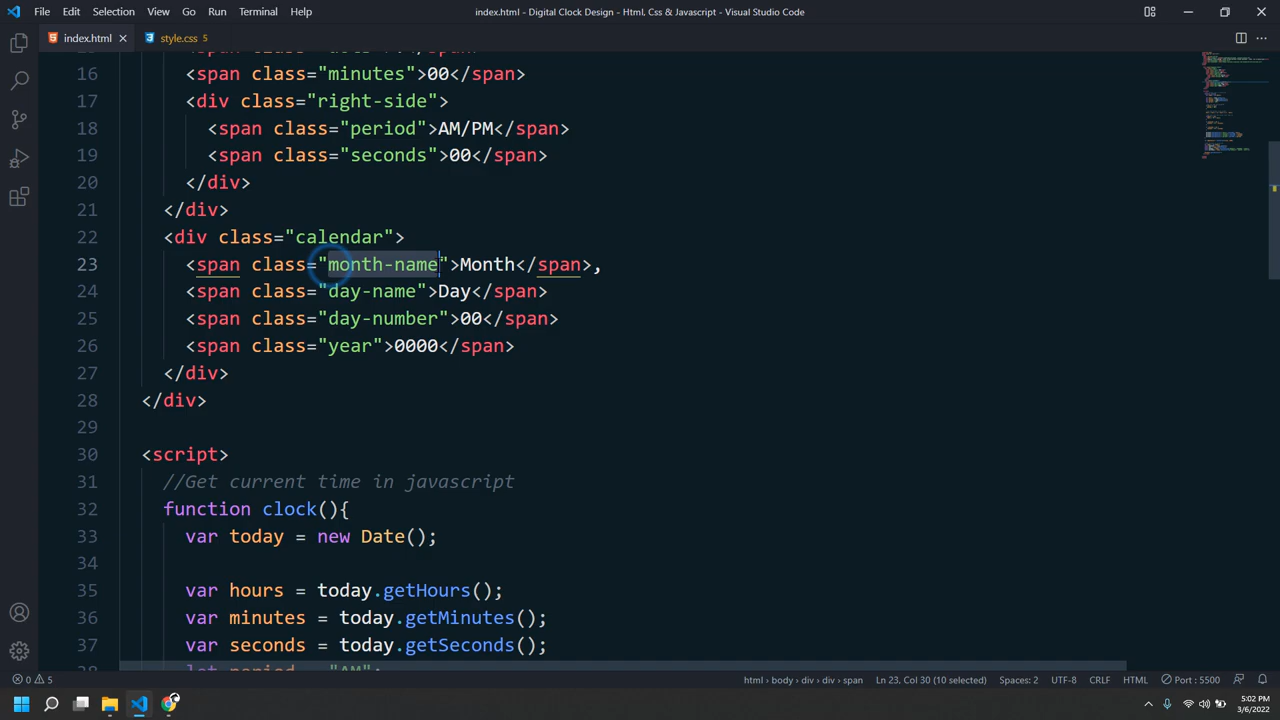 File Edit Selection View Go Run Terminal Help
index.html - Digital Clock Design - Html, Css & Javascript - Visual Studio Code
index.html
style.css 5
16 <span class="minutes">00</span>
17 <div class="right-side">
18 <span class="period">AM/PM</span>
19 <span class="seconds">00</span>
20 </div>
21 </div>
22 <div class="calendar">
23 <span class="month-name">Month</span>,
24 <span class="day-name">Day</span>
25 <span class="day-number">00</span>
26 <span class="year">0000</span>
27 </div>
28 </div>
29
30 <script>
31 //Get current time in javascript
32 function clock(){
33 var today = new Date();
34
35 var hours = today.getHours();
36 var minutes = today.getMinutes();
37 var seconds = today.getSeconds();
38 let period = "AM";
0 5
html › body › div › div › span
Ln 23, Col 30 (10 selected)
Spaces: 2
UTF-8
CRLF
HTML
Port : 5500
5:02 PM
3/6/2022